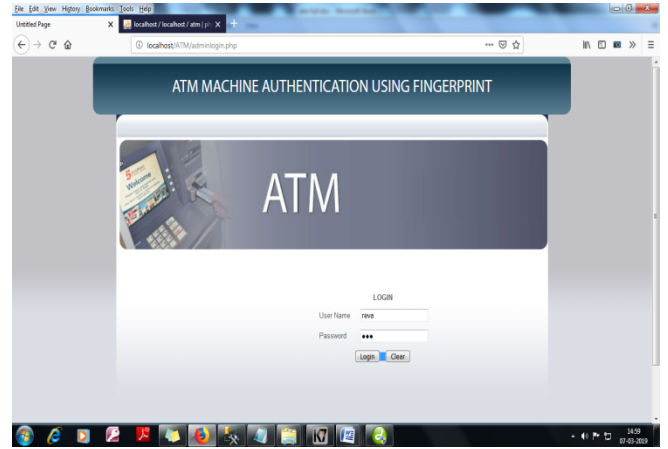 File Edit View History Bookmarks Tools Help
Untitled Page X localhost / localhost / atm | ph X +
localhost/ATM/adminlogin.php
ATM MACHINE AUTHENTICATION USING FINGERPRINT
Welcome
ATM
LOGIN
User Name reva
Password •••
Login Clear
14:59
07-03-2019